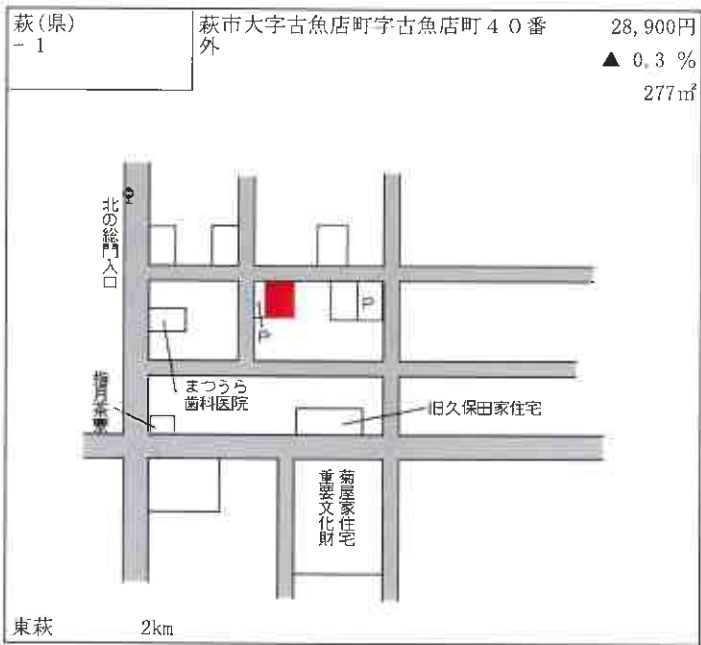 萩(県)
- 1
萩市大字古魚店町字古魚店町４０番
外
28,900円
▲ 0.3 %
277㎡
北の総門入口
P
P
まつうら
歯科医院
指月茶寮
旧久保田家住宅
菊屋家住宅
重要文化財
東萩 2km